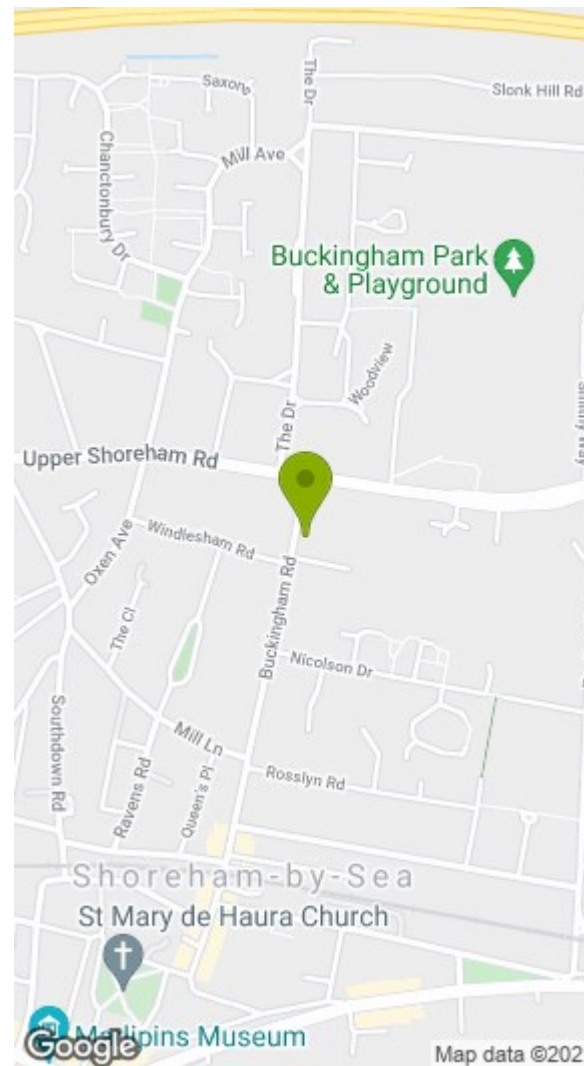 Saxons
The Dr
Slonk Hill Rd
Chanctonbury Dr
Mill Ave
Buckingham Park
& Playground
Woodview
The Dr
Upper Shoreham Rd
Windlesham Rd
Oxen Ave
The Cl
Buckingham Rd
Nicolson Dr
Southdown Rd
Mill Ln
Ravens Rd
Queen's Pl
Rosslyn Rd
Shoreham-by-Sea
St Mary de Haura Church
Marlipins Museum
Google
Map data ©202